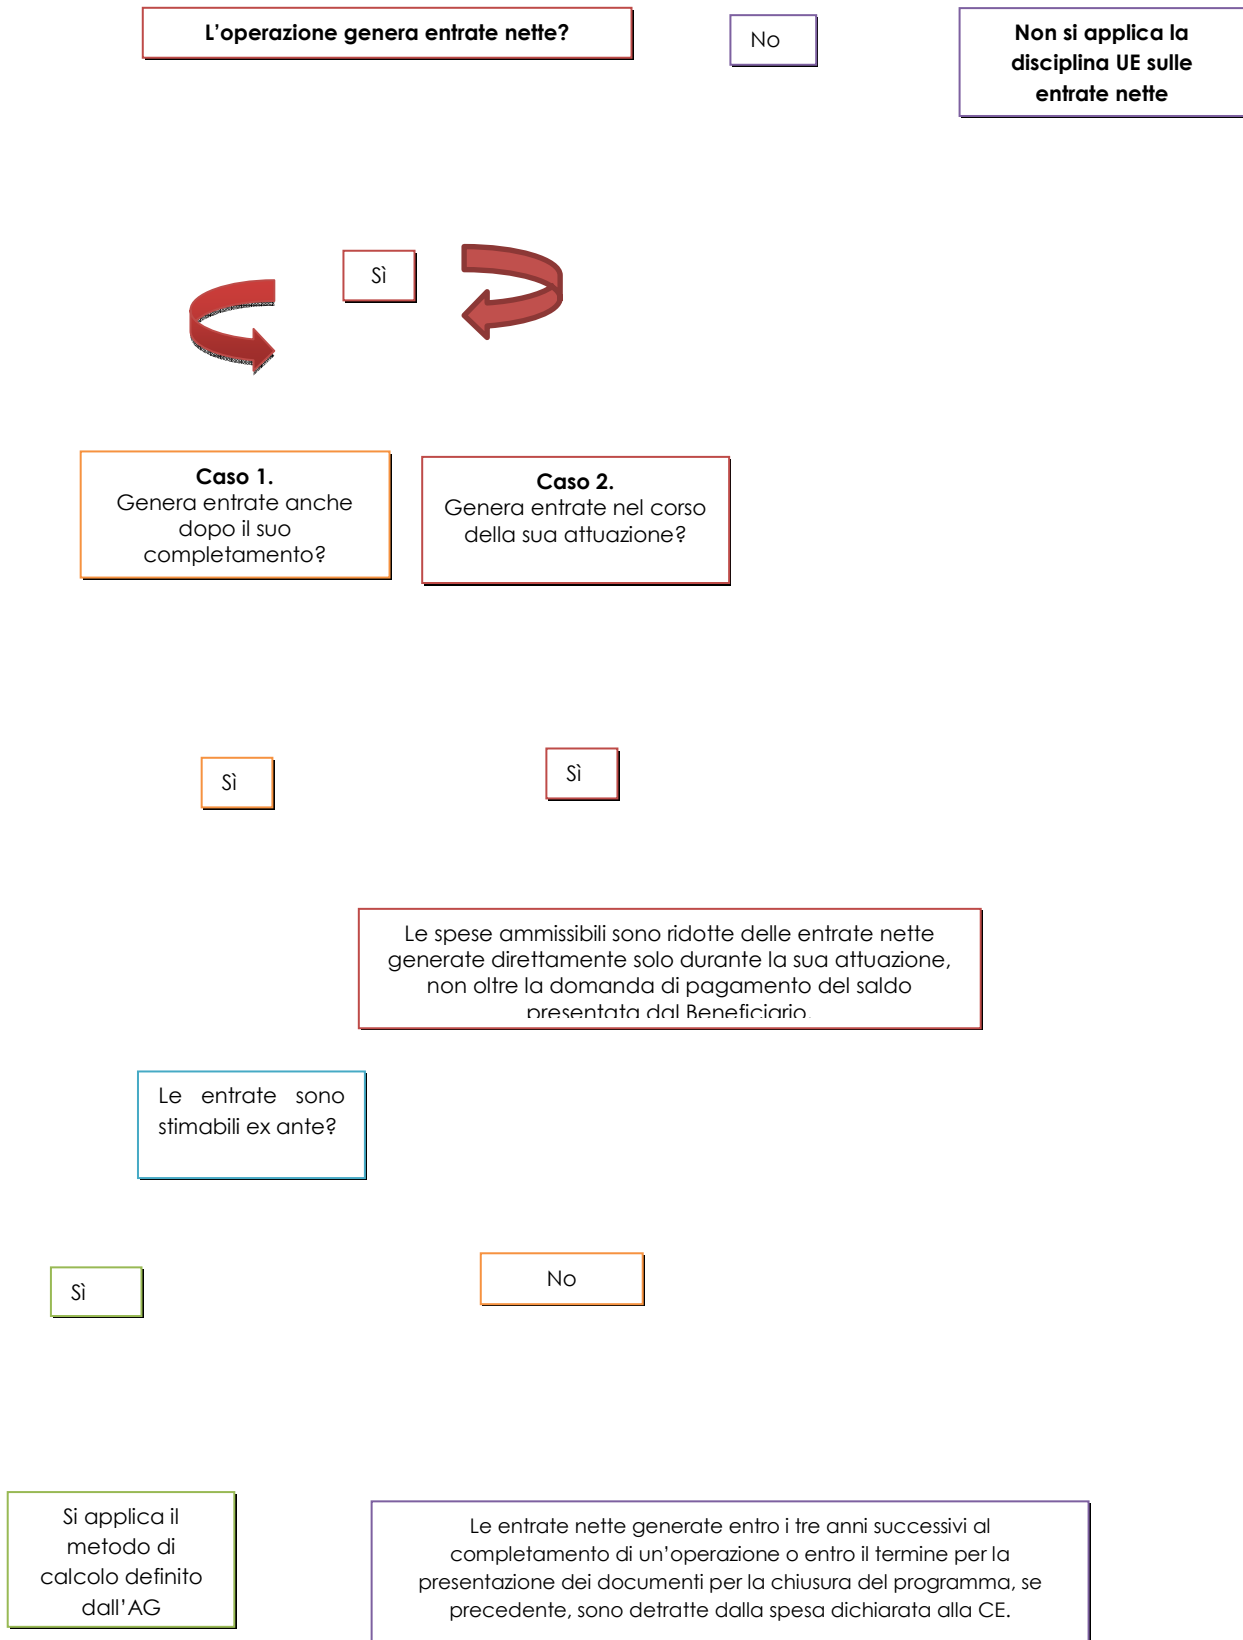 L'operazione genera entrate nette?
No
Non si applica la
disciplina UE sulle
entrate nette
Sì
Caso 1.
Genera entrate anche
dopo il suo
completamento?
Caso 2.
Genera entrate nel corso
della sua attuazione?
Sì
Sì
Le spese ammissibili sono ridotte delle entrate nette
generate direttamente solo durante la sua attuazione,
non oltre la domanda di pagamento del saldo
presentata dal Beneficiario.
Le entrate sono
stimabili ex ante?
Sì
No
Si applica il
metodo di
calcolo definito
dall'AG
Le entrate nette generate entro i tre anni successivi al
completamento di un'operazione o entro il termine per la
presentazione dei documenti per la chiusura del programma, se
precedente, sono detratte dalla spesa dichiarata alla CE.